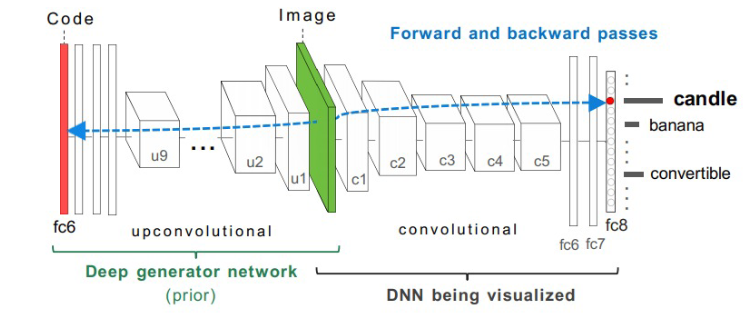 Code
Image
Forward and backward passes
u9
...
u2
u1
c1
c2
c3
c4
c5
candle
banana
convertible
fc6
upconvolutional
convolutional
fc6
fc7
fc8
Deep generator network
(prior)
DNN being visualized